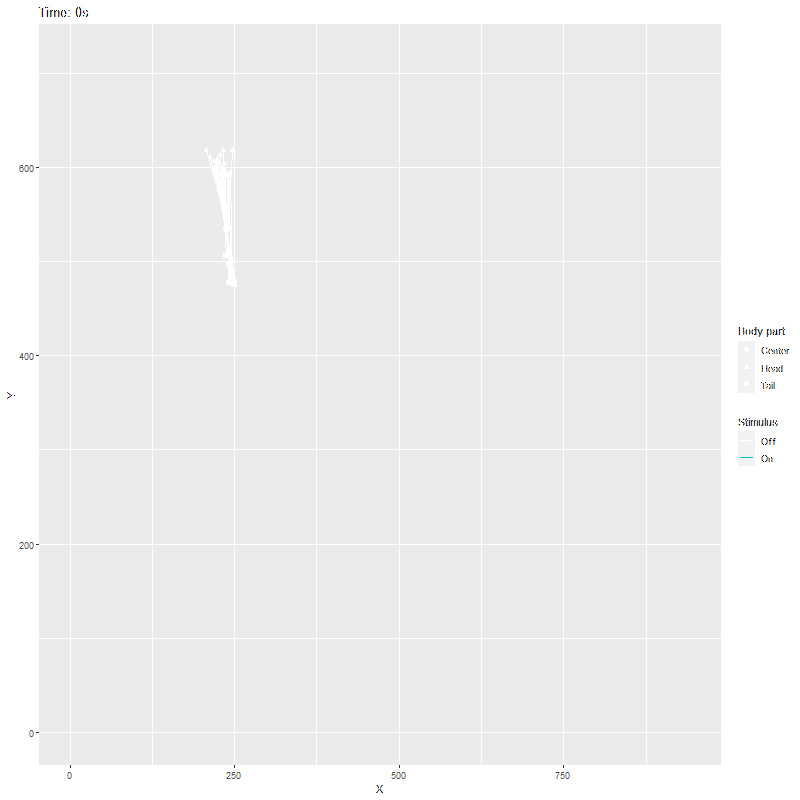 Time: 0s
600
400
200
0
Y
0
250
500
750
X
Body part
Center
Head
Tail
Stimulus
Off
On